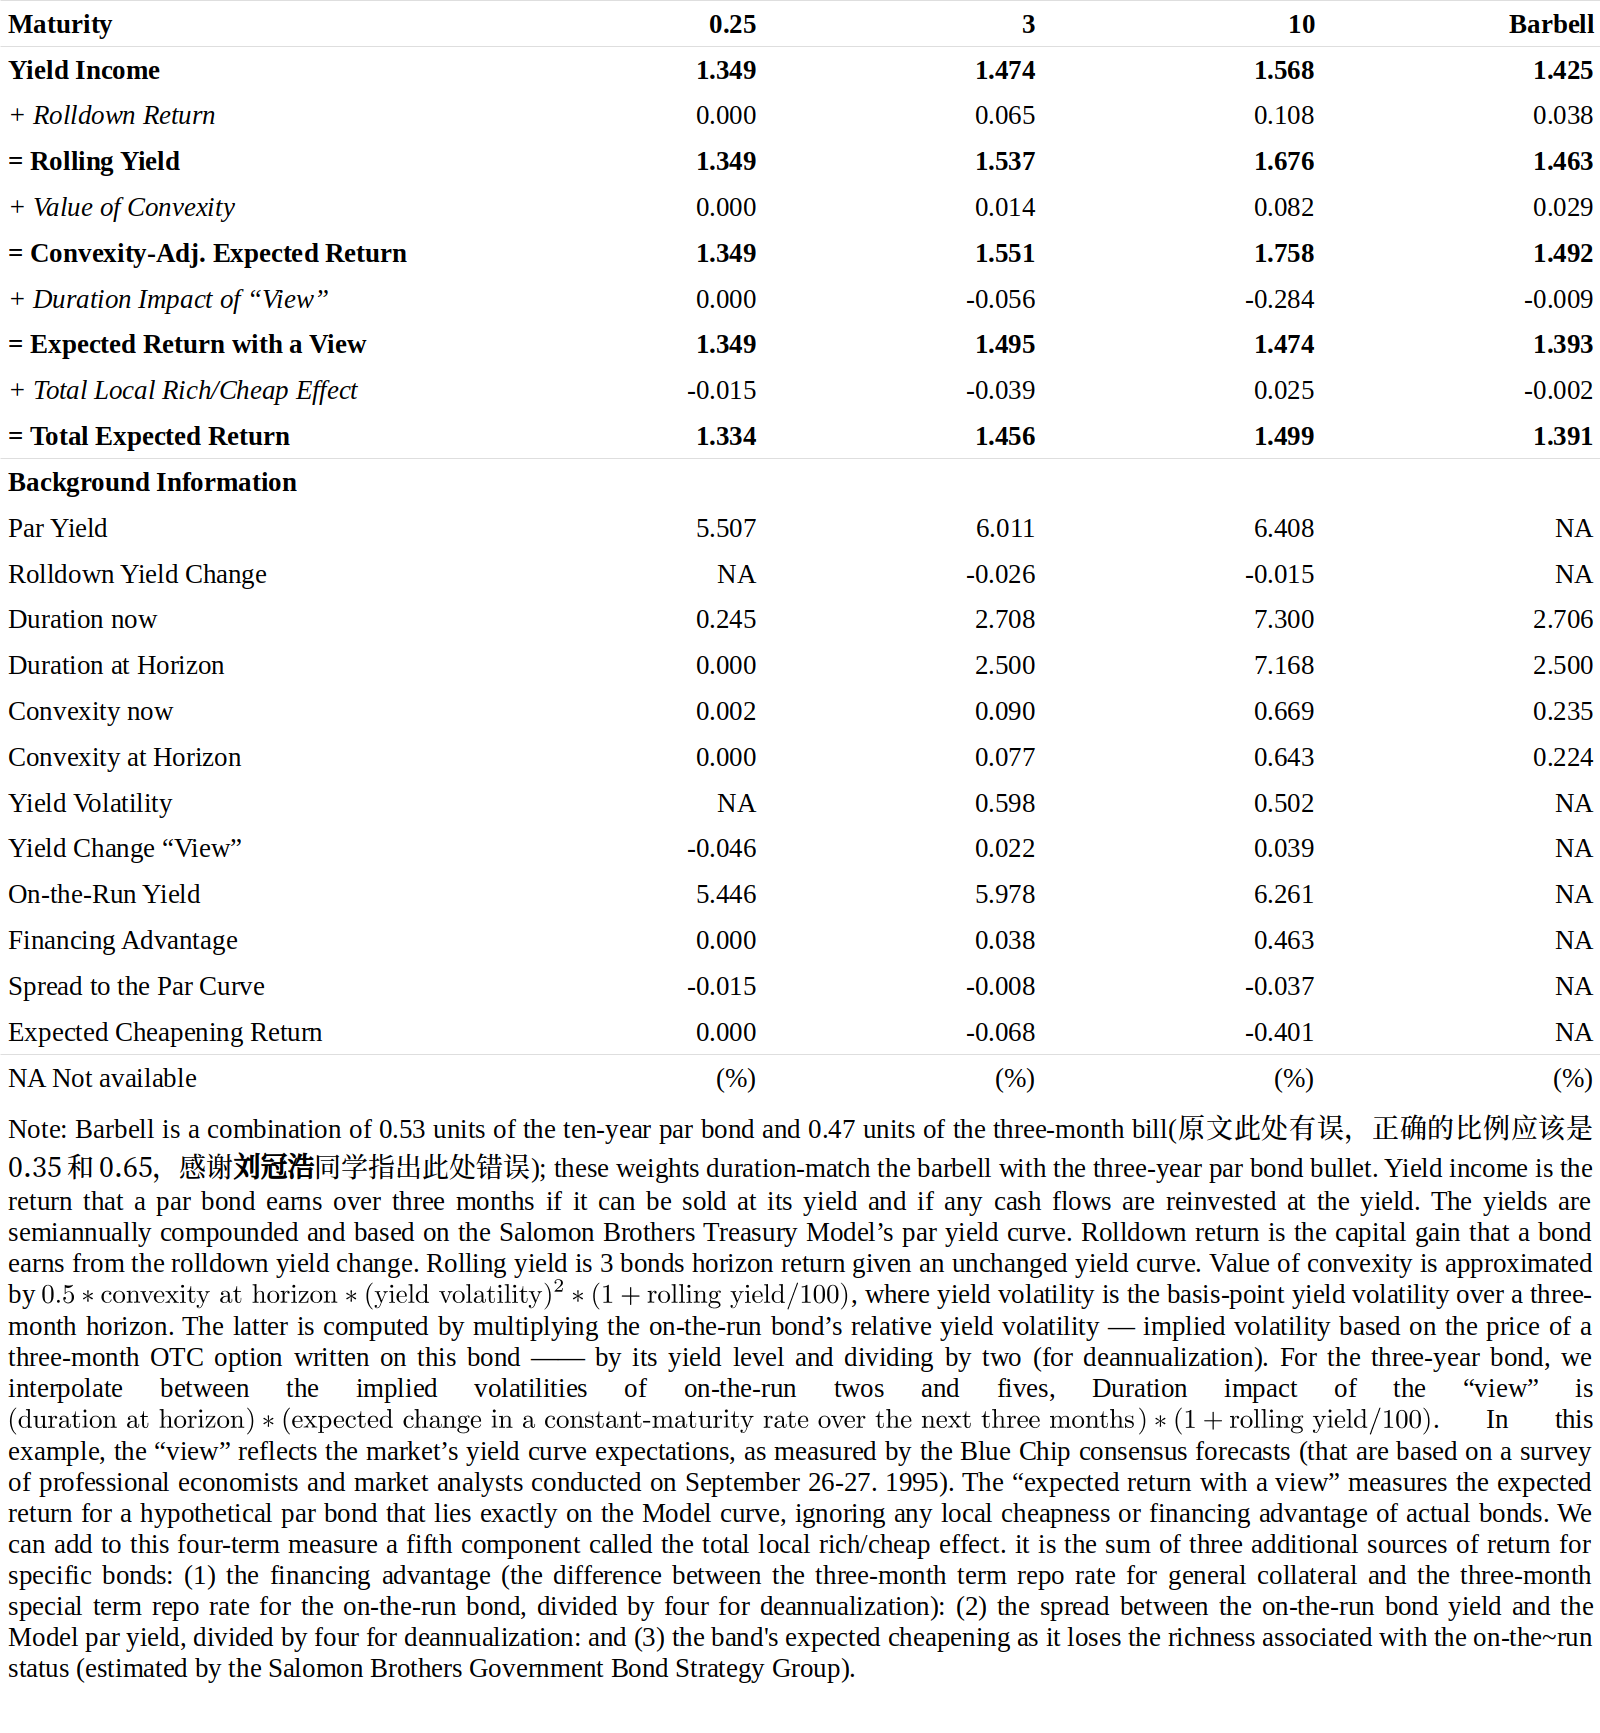 Maturity 0.25 3 10 Barbell
Yield Income 1.349 1.474 1.568 1.425
+ Rolldown Return 0.000 0.065 0.108 0.038
= Rolling Yield 1.349 1.537 1.676 1.463
+ Value of Convexity 0.000 0.014 0.082 0.029
= Convexity-Adj. Expected Return 1.349 1.551 1.758 1.492
+ Duration Impact of “View” 0.000 -0.056 -0.284 -0.009
= Expected Return with a View 1.349 1.495 1.474 1.393
+ Total Local Rich/Cheap Effect -0.015 -0.039 0.025 -0.002
= Total Expected Return 1.334 1.456 1.499 1.391
Background Information
Par Yield 5.507 6.011 6.408 NA
Rolldown Yield Change NA -0.026 -0.015 NA
Duration now 0.245 2.708 7.300 2.706
Duration at Horizon 0.000 2.500 7.168 2.500
Convexity now 0.002 0.090 0.669 0.235
Convexity at Horizon 0.000 0.077 0.643 0.224
Yield Volatility NA 0.598 0.502 NA
Yield Change “View” -0.046 0.022 0.039 NA
On-the-Run Yield 5.446 5.978 6.261 NA
Financing Advantage 0.000 0.038 0.463 NA
Spread to the Par Curve -0.015 -0.008 -0.037 NA
Expected Cheapening Return 0.000 -0.068 -0.401 NA
NA Not available (%) (%) (%) (%)
Note: Barbell is a combination of 0.53 units of the ten-year par bond and 0.47 units of the three-month bill(原文此处有误，正确的比例应该是
0.35 和 0.65，感谢刘冠浩同学指出此处错误); these weights duration-match the barbell with the three-year par bond bullet. Yield income is the
return that a par bond earns over three months if it can be sold at its yield and if any cash flows are reinvested at the yield. The yields are
semiannually compounded and based on the Salomon Brothers Treasury Model’s par yield curve. Rolldown return is the capital gain that a bond
earns from the rolldown yield change. Rolling yield is 3 bonds horizon return given an unchanged yield curve. Value of convexity is approximated
by 0.5 ∗ convexity at horizon ∗ (yield volatility)² ∗ (1 + rolling yield/100), where yield volatility is the basis-point yield volatility over a three-
month horizon. The latter is computed by multiplying the on-the-run bond’s relative yield volatility — implied volatility based on the price of a
three-month OTC option written on this bond —— by its yield level and dividing by two (for deannualization). For the three-year bond, we
interpolate between the implied volatilities of on-the-run twos and fives, Duration impact of the “view” is
(duration at horizon) ∗ (expected change in a constant-maturity rate over the next three months) ∗ (1 + rolling yield/100). In this
example, the “view” reflects the market’s yield curve expectations, as measured by the Blue Chip consensus forecasts (that are based on a survey
of professional economists and market analysts conducted on September 26-27. 1995). The “expected return with a view” measures the expected
return for a hypothetical par bond that lies exactly on the Model curve, ignoring any local cheapness or financing advantage of actual bonds. We
can add to this four-term measure a fifth component called the total local rich/cheap effect. it is the sum of three additional sources of return for
specific bonds: (1) the financing advantage (the difference between the three-month term repo rate for general collateral and the three-month
special term repo rate for the on-the-run bond, divided by four for deannualization): (2) the spread between the on-the-run bond yield and the
Model par yield, divided by four for deannualization: and (3) the band's expected cheapening as it loses the richness associated with the on-the~run
status (estimated by the Salomon Brothers Government Bond Strategy Group).